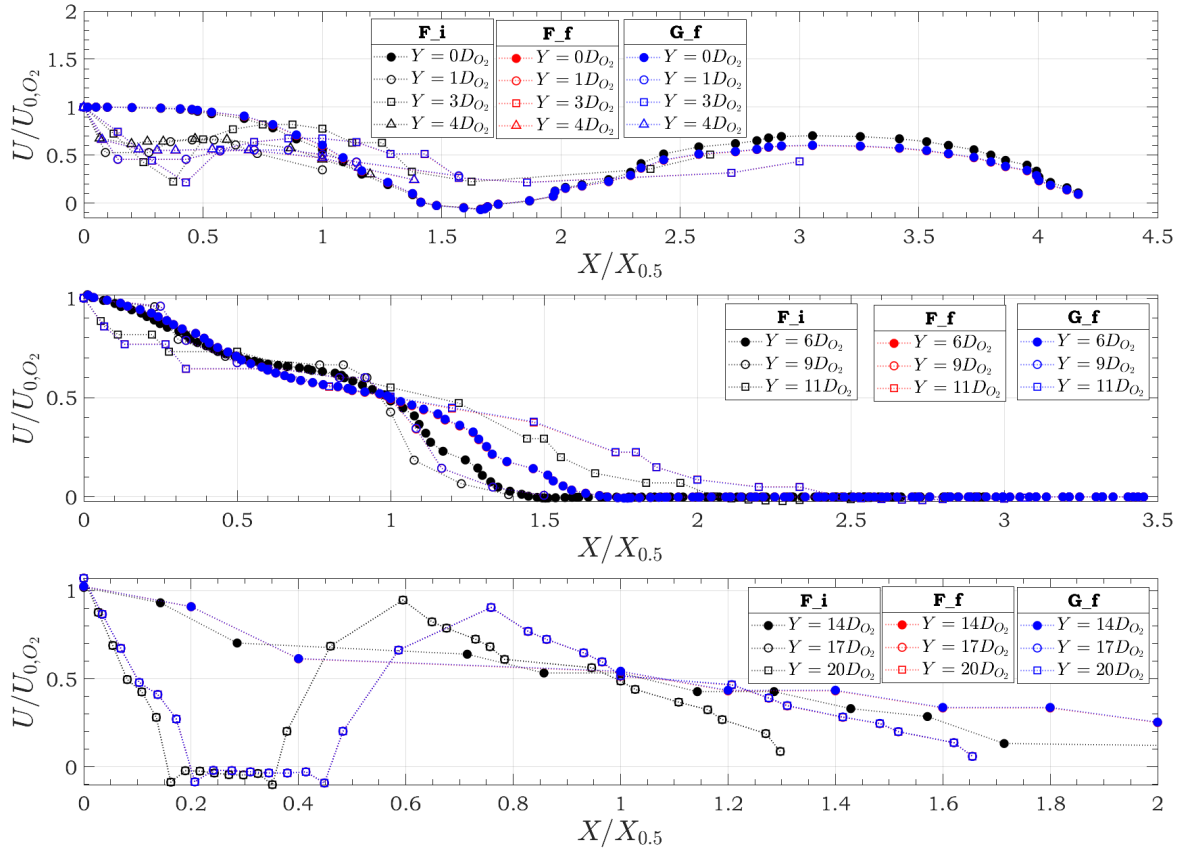 2
1.5
1
0.5
0
U/U_{0,O_2}
F_i
Y = 0D_{O_2}
Y = 1D_{O_2}
Y = 3D_{O_2}
Y = 4D_{O_2}
F_f
Y = 0D_{O_2}
Y = 1D_{O_2}
Y = 3D_{O_2}
Y = 4D_{O_2}
G_f
Y = 0D_{O_2}
Y = 1D_{O_2}
Y = 3D_{O_2}
Y = 4D_{O_2}
0 0.5 1 1.5 2 2.5 3 3.5 4 4.5
X/X_{0.5}
1
0.5
0
U/U_{0,O_2}
F_i
Y = 6D_{O_2}
Y = 9D_{O_2}
Y = 11D_{O_2}
F_f
Y = 6D_{O_2}
Y = 9D_{O_2}
Y = 11D_{O_2}
G_f
Y = 6D_{O_2}
Y = 9D_{O_2}
Y = 11D_{O_2}
0 0.5 1 1.5 2 2.5 3 3.5
X/X_{0.5}
1
0.5
0
U/U_{0,O_2}
F_i
Y = 14D_{O_2}
Y = 17D_{O_2}
Y = 20D_{O_2}
F_f
Y = 14D_{O_2}
Y = 17D_{O_2}
Y = 20D_{O_2}
G_f
Y = 14D_{O_2}
Y = 17D_{O_2}
Y = 20D_{O_2}
0 0.2 0.4 0.6 0.8 1 1.2 1.4 1.6 1.8 2
X/X_{0.5}